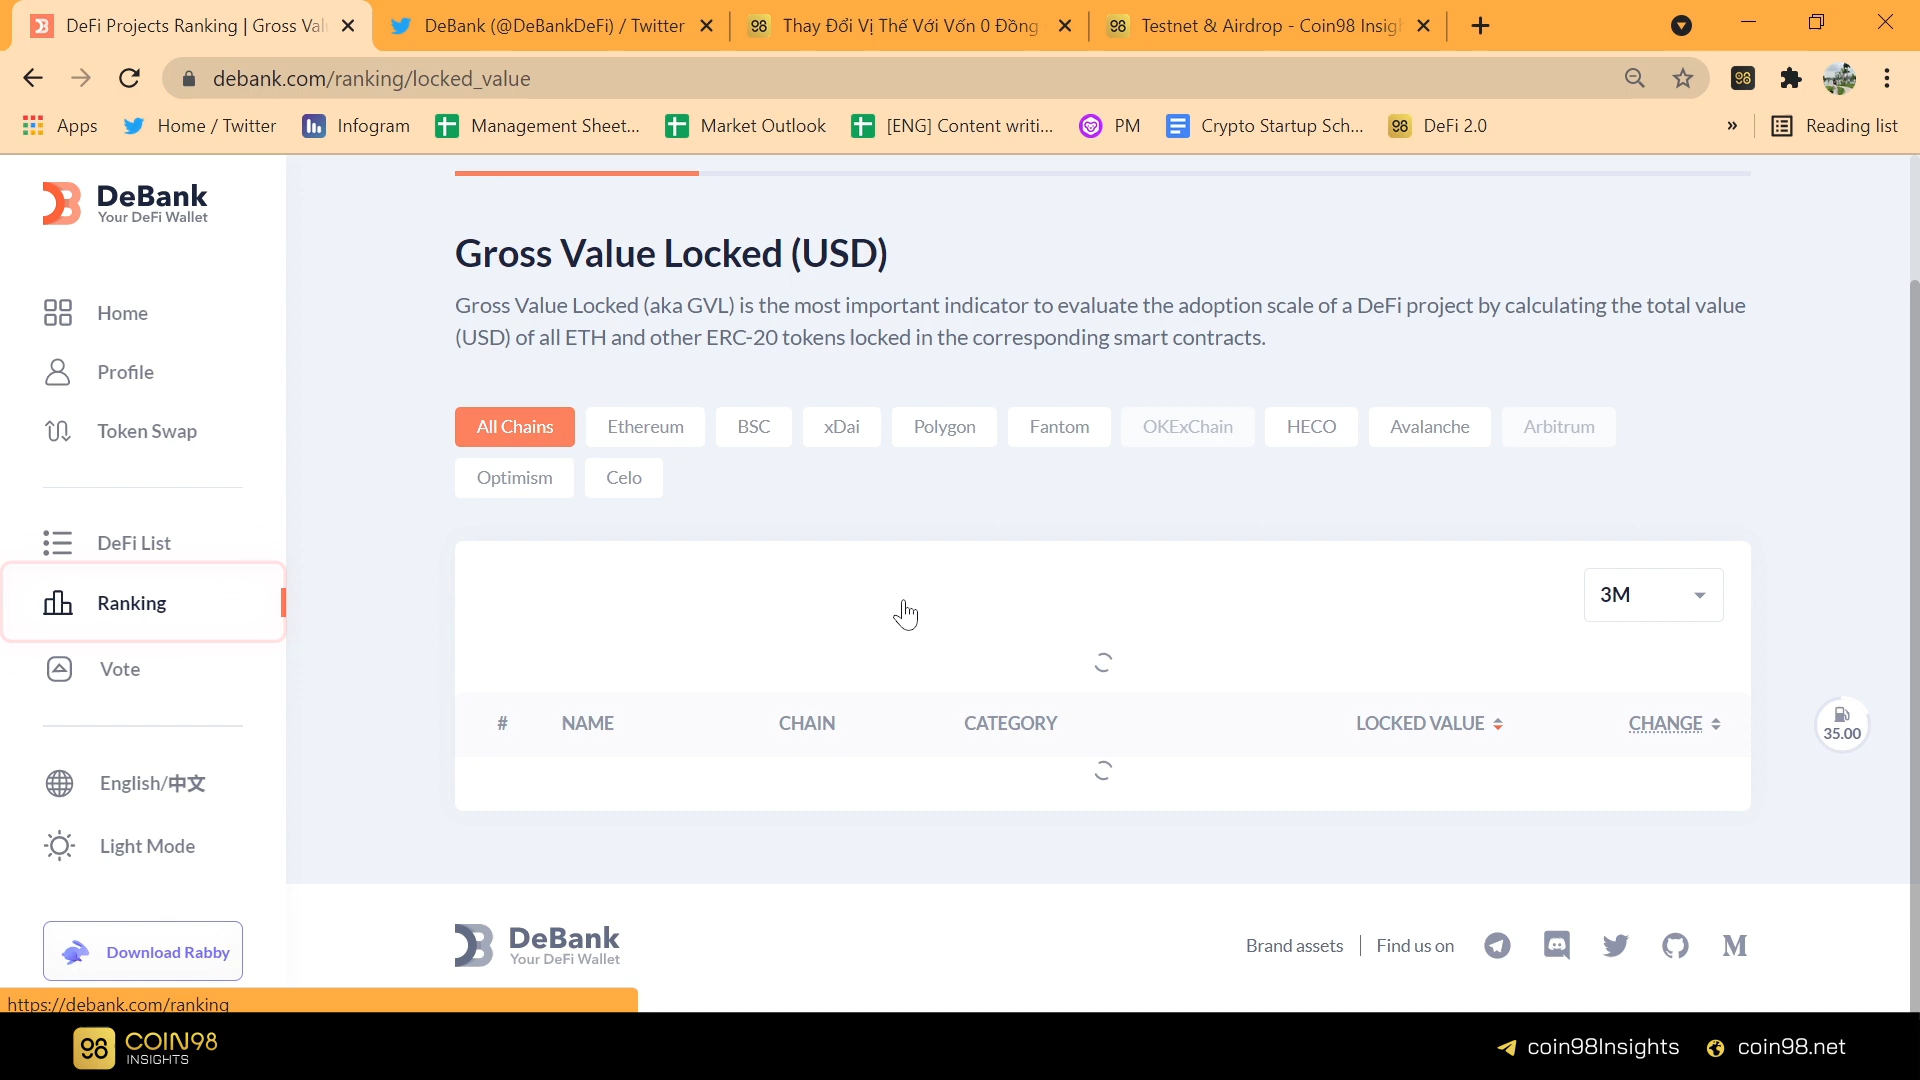 DeFi Projects Ranking | Gross Val
DeBank (@DeBankDeFi) / Twitter
98 Thay Đổi Vị Thế Với Vốn 0 Đồng
98 Testnet & Airdrop - Coin98 Insigh
debank.com/ranking/locked_value
98
Apps
Home / Twitter
Infogram
Management Sheet...
Market Outlook
[ENG] Content writi...
PM
Crypto Startup Sch...
98 DeFi 2.0
»
Reading list
DeBank
Your DeFi Wallet
Home
Profile
Token Swap
DeFi List
Ranking
Vote
English/中文
Light Mode
Download Rabby
https://debank.com/ranking
Gross Value Locked (USD)
Gross Value Locked (aka GVL) is the most important indicator to evaluate the adoption scale of a DeFi project by calculating the total value
(USD) of all ETH and other ERC-20 tokens locked in the corresponding smart contracts.
All Chains Ethereum BSC xDai Polygon Fantom OKExChain HECO Avalanche Arbitrum
Optimism Celo
3M
# NAME CHAIN CATEGORY LOCKED VALUE CHANGE
35.00
DeBank
Your DeFi Wallet
Brand assets | Find us on
98 COIN98
INSIGHTS
coin98Insights
coin98.net